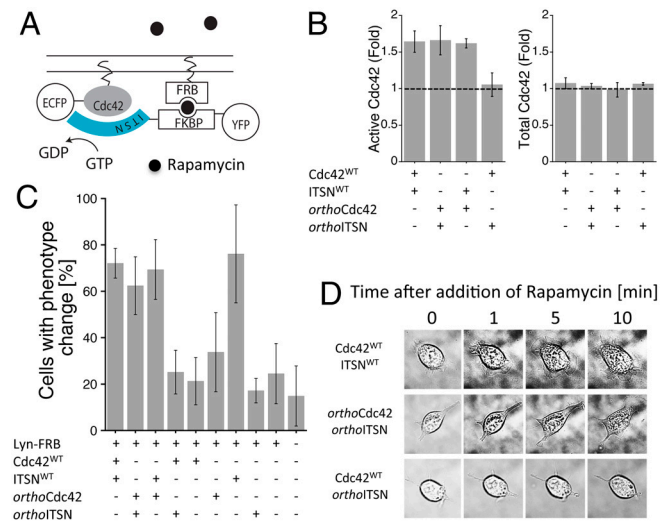 A
FRB
ECFP
Cdc42
ITSN
FKBP
YFP
GDP
GTP
Rapamycin
B
Active Cdc42 (Fold)
2
1.5
1
0.5
0
Total Cdc42 (Fold)
2
1.5
1
0.5
0
Cdc42WT + - - + + - - +
ITSNWT + - + - + - + -
orthoCdc42 - + + - - + + -
orthoITSN - + - + - + - +
C
Cells with phenotype
change [%]
100
80
60
40
20
0
Lyn-FRB + + + + + + + + + -
Cdc42WT + - - + + - - - - -
ITSNWT + - + - - - + - - -
orthoCdc42 - + + - - + - - - -
orthoITSN - + - + - - - + - -
D Time after addition of Rapamycin [min]
0 1 5 10
Cdc42WT
ITSNWT
orthoCdc42
orthoITSN
Cdc42WT
orthoITSN